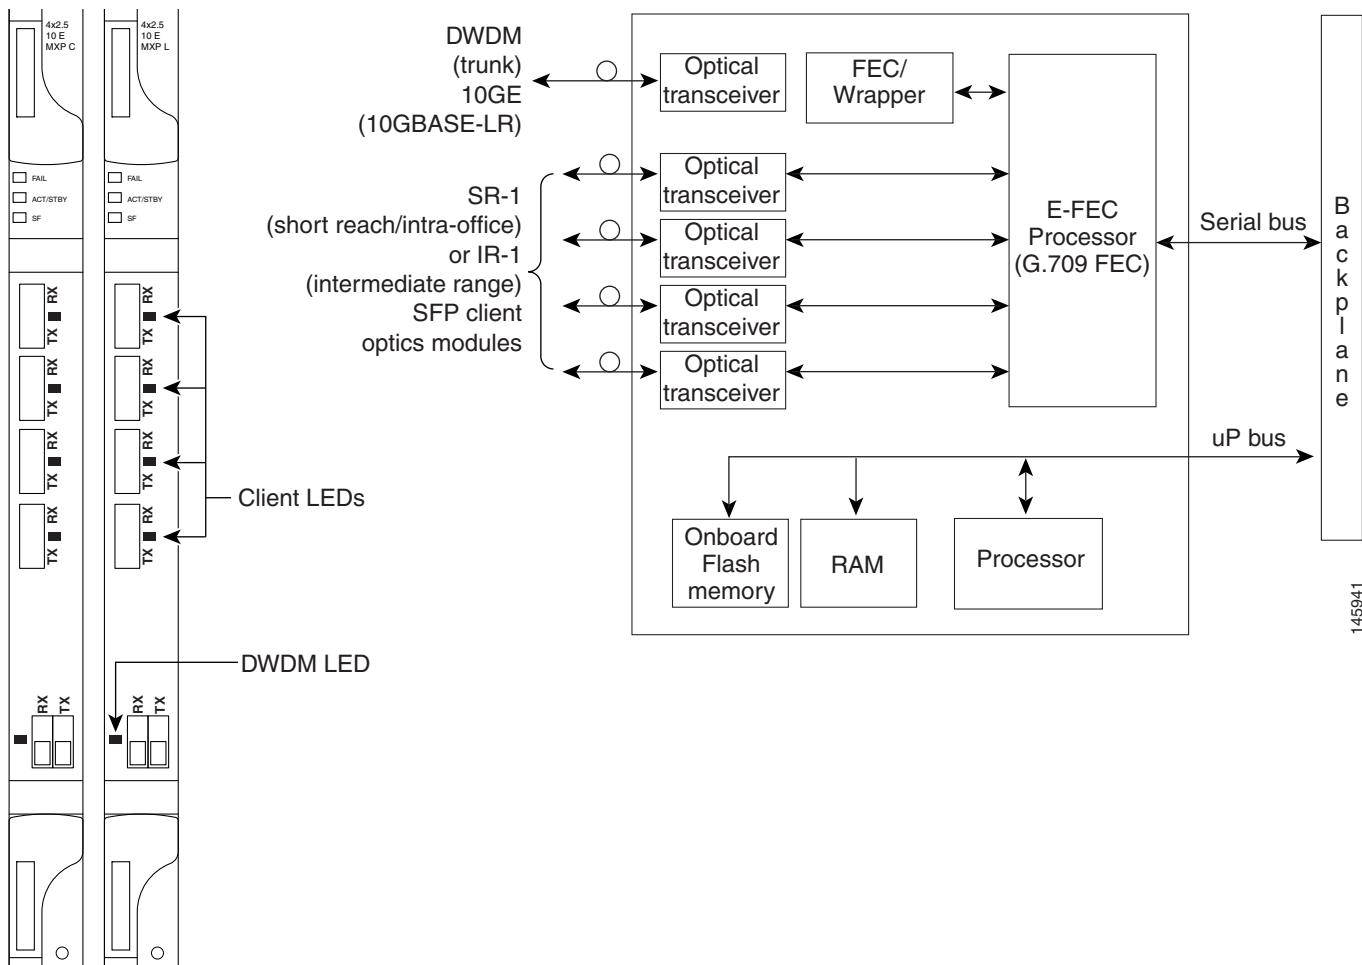 4x2.5
10 E
MXP C
FAIL
ACT/STBY
SF
RX
TX
RX
TX
RX
TX
RX
TX
RX
TX
4x2.5
10 E
MXP L
FAIL
ACT/STBY
SF
RX
TX
RX
TX
RX
TX
RX
TX
RX
TX
Client LEDs
DWDM LED
DWDM
(trunk)
10GE
(10GBASE-LR)
SR-1
(short reach/intra-office)
or IR-1
(intermediate range)
SFP client
optics modules
Optical
transceiver
FEC/
Wrapper
Optical
transceiver
Optical
transceiver
Optical
transceiver
Optical
transceiver
E-FEC
Processor
(G.709 FEC)
Serial bus
uP bus
Onboard
Flash
memory
RAM
Processor
Backplane
145941